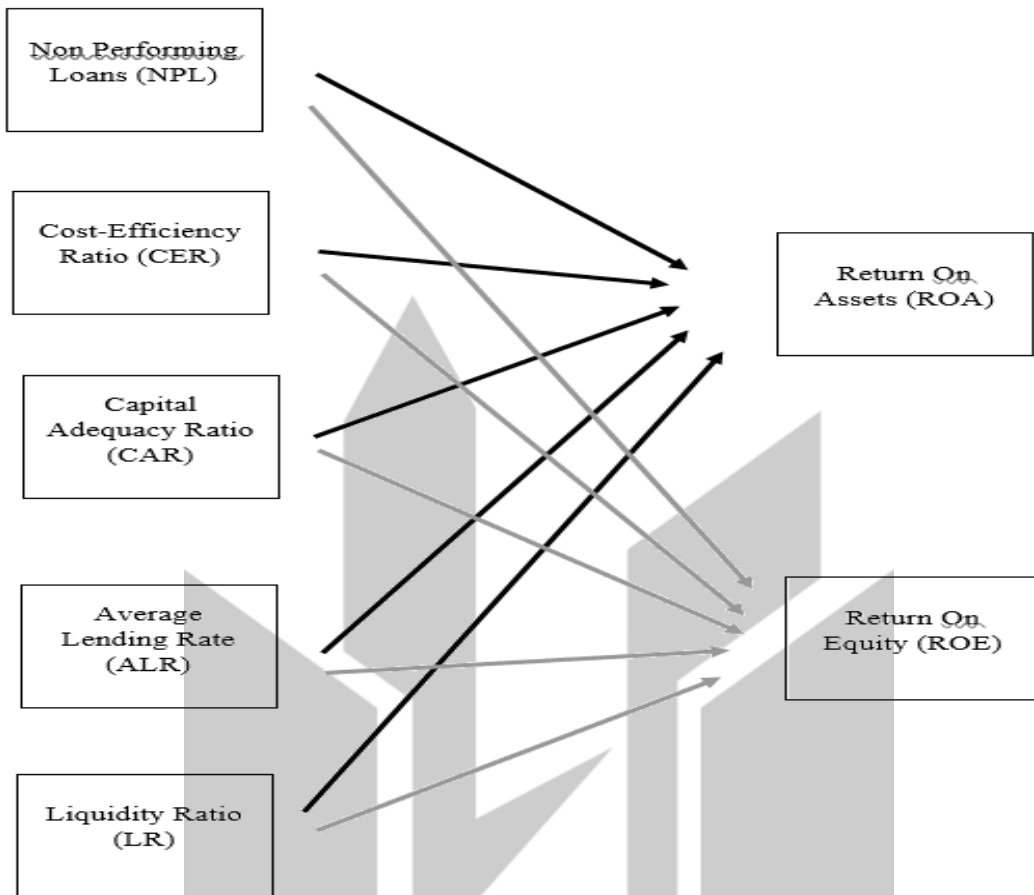 Non Performing
Loans (NPL)
Cost-Efficiency
Ratio (CER)
Capital
Adequacy Ratio
(CAR)
Average
Lending Rate
(ALR)
Liquidity Ratio
(LR)
Return On
Assets (ROA)
Return On
Equity (ROE)